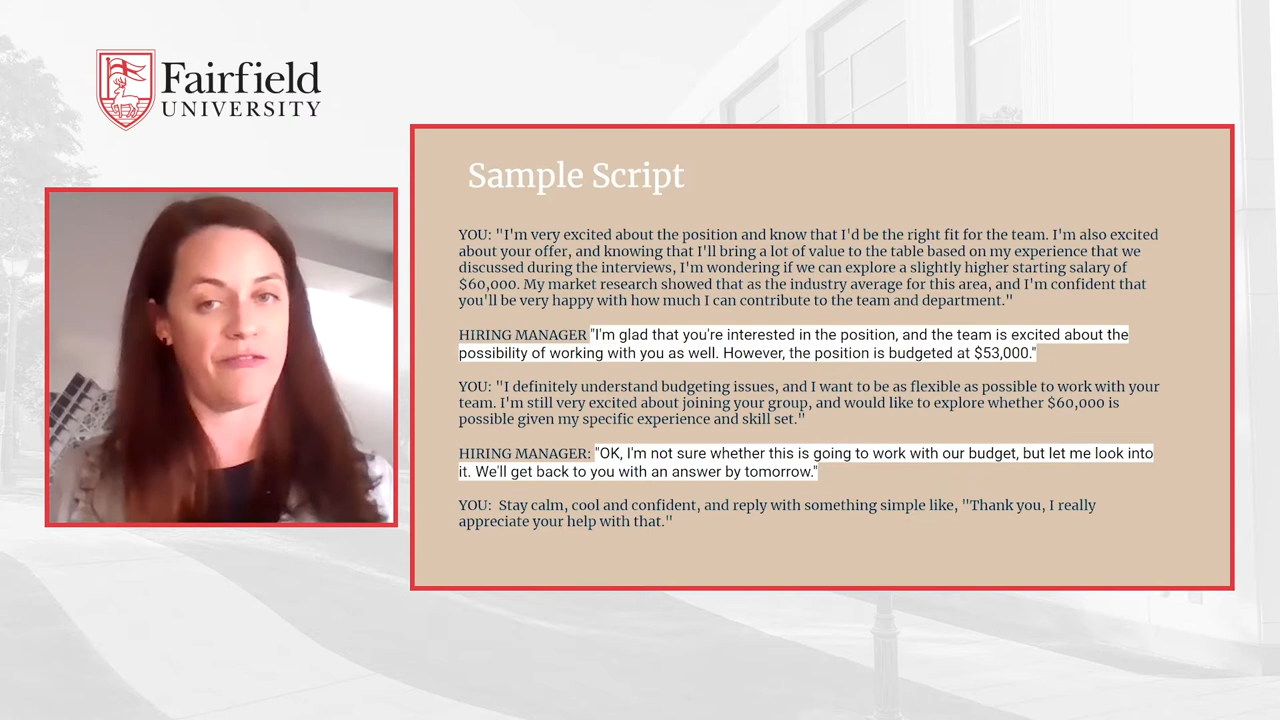 Fairfield
UNIVERSITY
Sample Script
YOU: "I'm very excited about the position and know that I'd be the right fit for the team. I'm also excited
about your offer, and knowing that I'll bring a lot of value to the table based on my experience that we
discussed during the interviews, I'm wondering if we can explore a slightly higher starting salary of
$60,000. My market research showed that as the industry average for this area, and I'm confident that
you'll be very happy with how much I can contribute to the team and department."
HIRING MANAGER "I'm glad that you're interested in the position, and the team is excited about the
possibility of working with you as well. However, the position is budgeted at $53,000."
YOU: "I definitely understand budgeting issues, and I want to be as flexible as possible to work with your
team. I'm still very excited about joining your group, and would like to explore whether $60,000 is
possible given my specific experience and skill set."
HIRING MANAGER: "OK, I'm not sure whether this is going to work with our budget, but let me look into
it. We'll get back to you with an answer by tomorrow."
YOU:  Stay calm, cool and confident, and reply with something simple like, "Thank you, I really
appreciate your help with that."